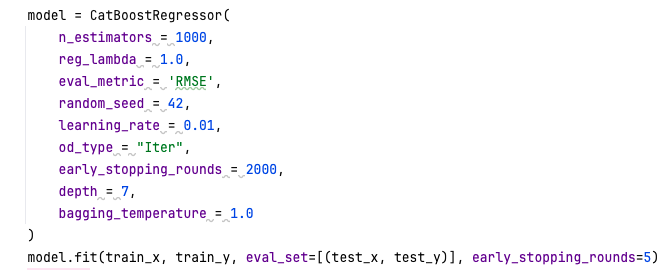 model = CatBoostRegressor(
    n_estimators = 1000,
    reg_lambda = 1.0,
    eval_metric = 'RMSE',
    random_seed = 42,
    learning_rate = 0.01,
    od_type = "Iter",
    early_stopping_rounds = 2000,
    depth = 7,
    bagging_temperature = 1.0
)
model.fit(train_x, train_y, eval_set=[(test_x, test_y)], early_stopping_rounds=5)